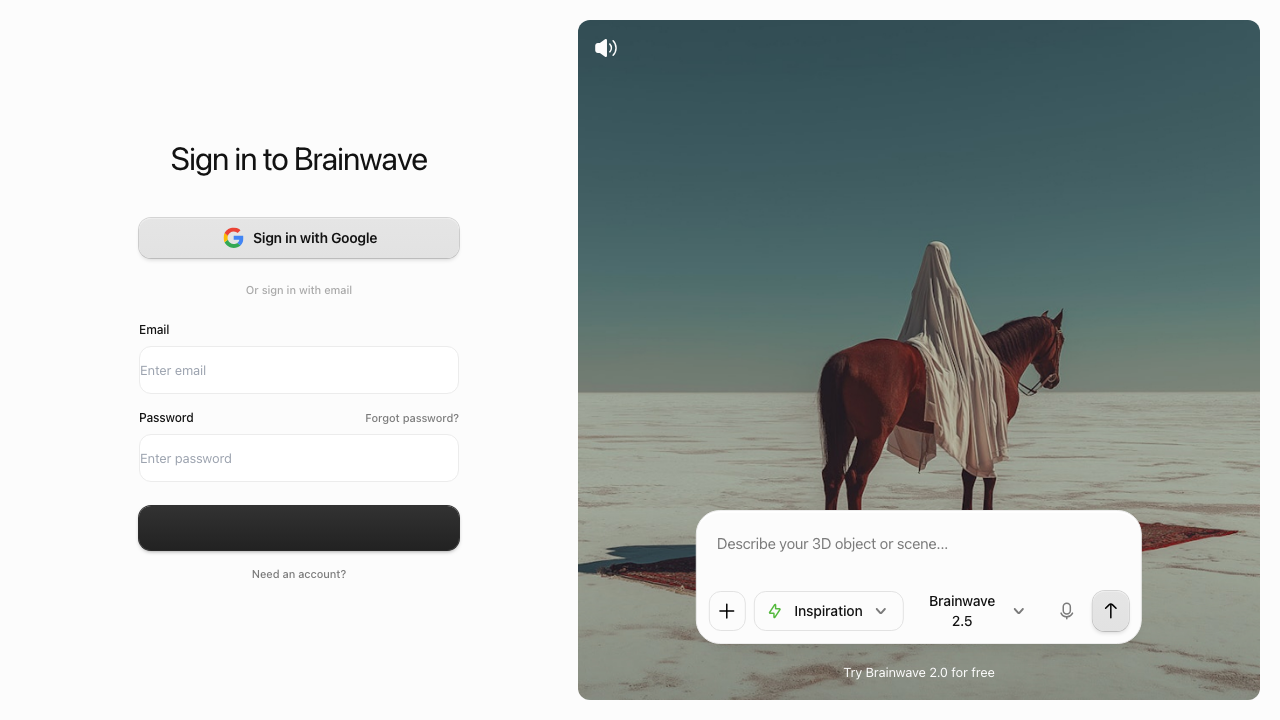 Sign in to Brainwave
Sign in with Google
Or sign in with email
Email
Enter email
Password
Forgot password?
Enter password
Need an account?
Describe your 3D object or scene...
Inspiration
Brainwave
2.5
Try Brainwave 2.0 for free